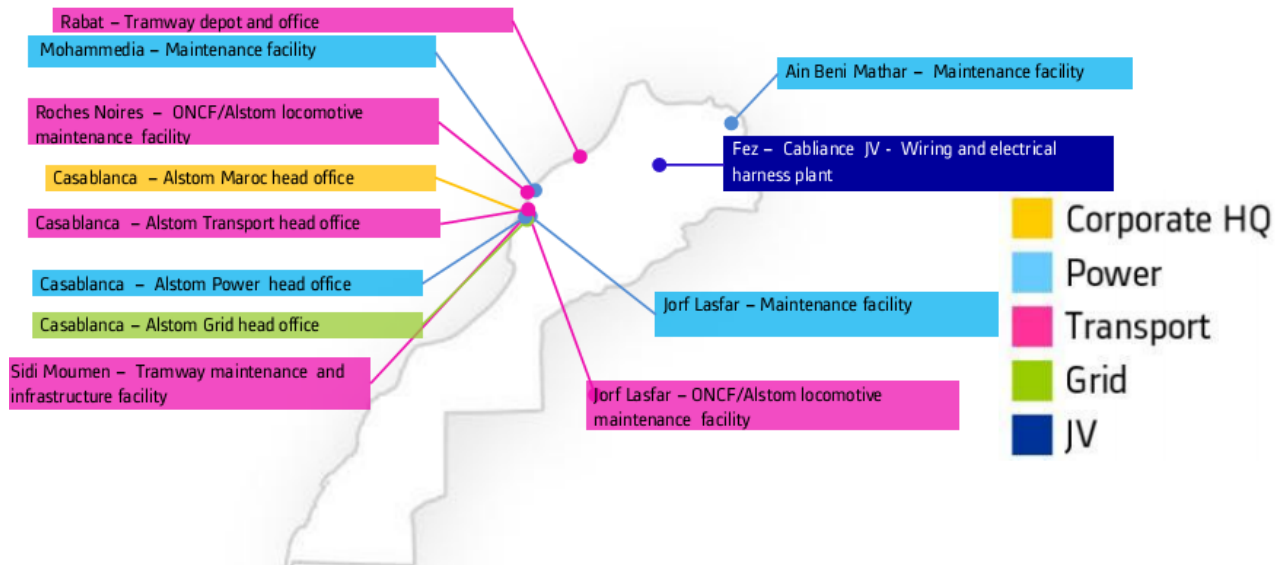 Rabat – Tramway depot and office
Mohammedia – Maintenance facility
Roches Noires – ONCF/Alstom locomotive
maintenance facility
Casablanca – Alstom Maroc head office
Casablanca – Alstom Transport head office
Casablanca – Alstom Power head office
Casablanca – Alstom Grid head office
Sidi Moumen – Tramway maintenance and
infrastructure facility
Ain Beni Mathar – Maintenance facility
Fez – Cabliance JV - Wiring and electrical
harness plant
Jorf Lasfar – Maintenance facility
Jorf Lasfar – ONCF/Alstom locomotive
maintenance facility
Corporate HQ
Power
Transport
Grid
JV